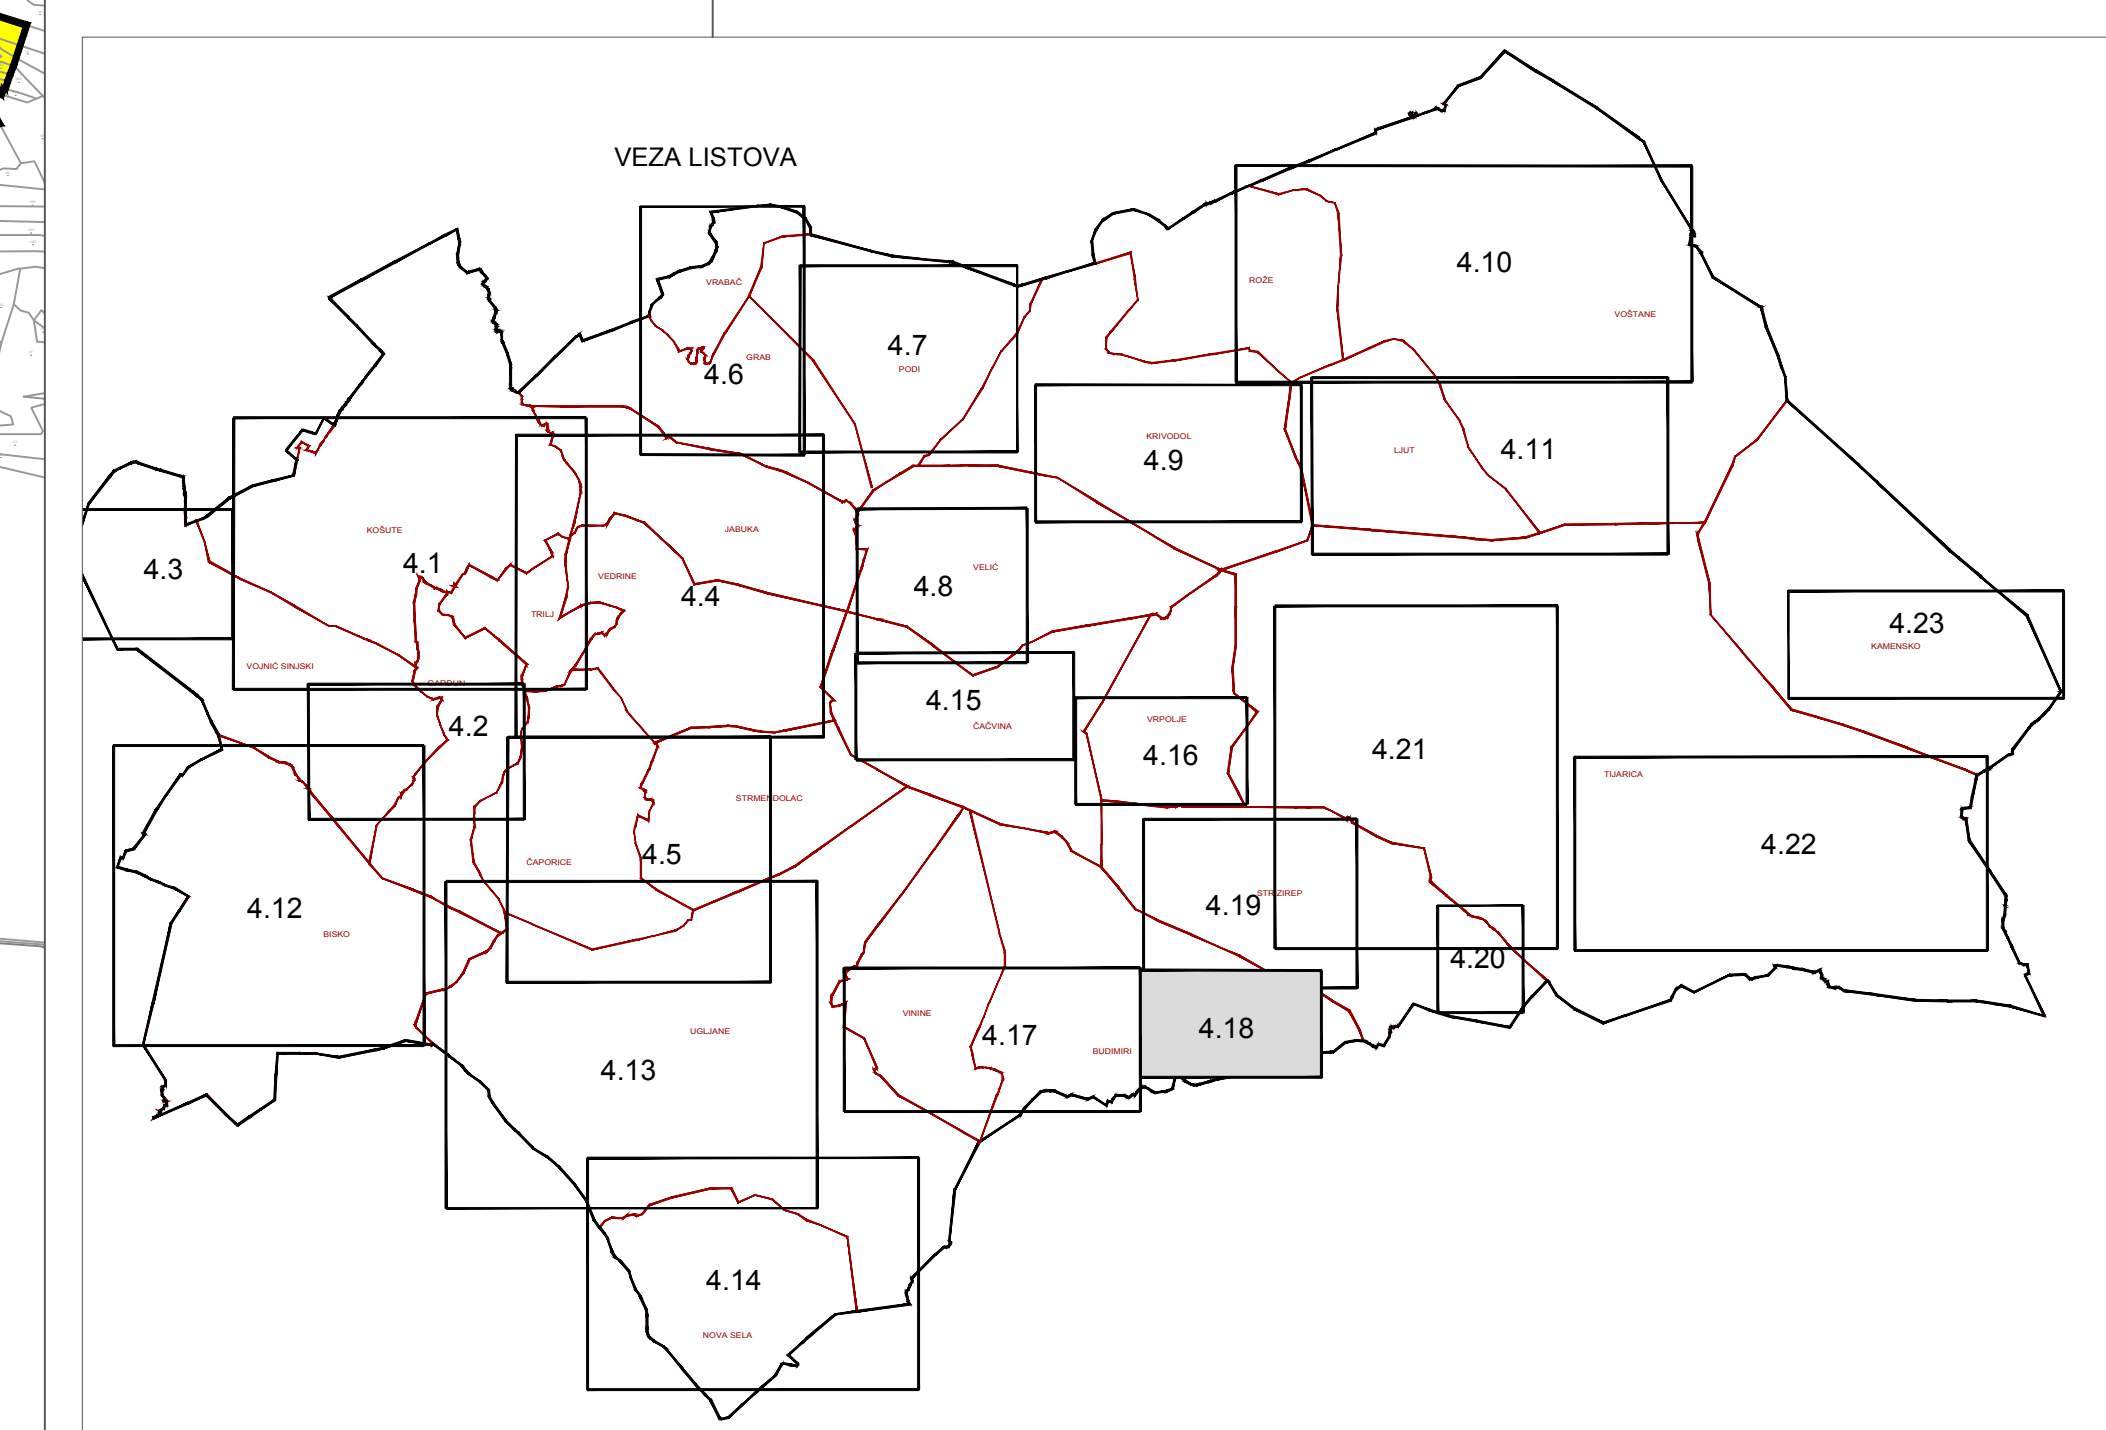 VEZA LISTOVA
4.10
ROŽE
VRABAČ
VOŠTANE
4.7
GRAB
PODI
4.6
KRIVODOL
4.9
LJUT
4.11
KOŠUTE
JABUKA
4.3
4.1
VELIĆ
VEDRINE
4.8
4.4
TRILJ
4.23
KAMENSKO
VOJNIĆ SINJSKI
GARDUN
4.15
VRPOLJE
4.2
ČAČVINA
4.16
4.21
TIJARICA
STRMENDOLAC
4.22
4.5
ČAPORICE
STRIZIREP
4.12
4.19
BISKO
4.20
VININE
UGLJANE
4.17
4.18
BUDIMIRI
4.13
4.14
NOVA SELA